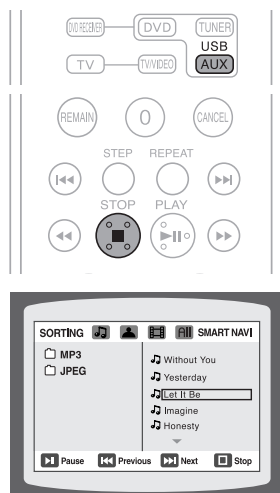 DVD RECEIVER DVD TUNER
USB
TV TV/VIDEO AUX
REMAIN 0 CANCEL
STEP REPEAT
STOP PLAY
SORTING All SMART NAVI
MP3
JPEG
Without You
Yesterday
Let It Be
Imagine
Honesty
Pause Previous Next Stop